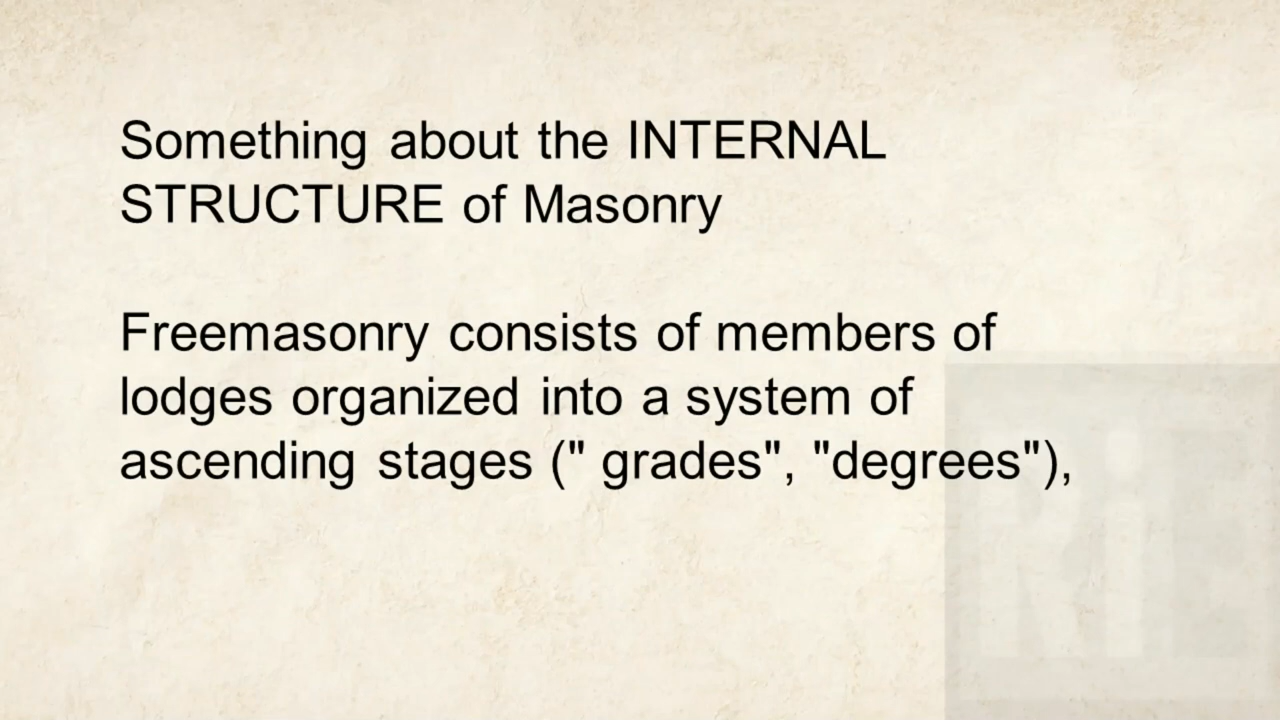 Something about the INTERNAL
STRUCTURE of Masonry
Freemasonry consists of members of
lodges organized into a system of
ascending stages (" grades", "degrees"),